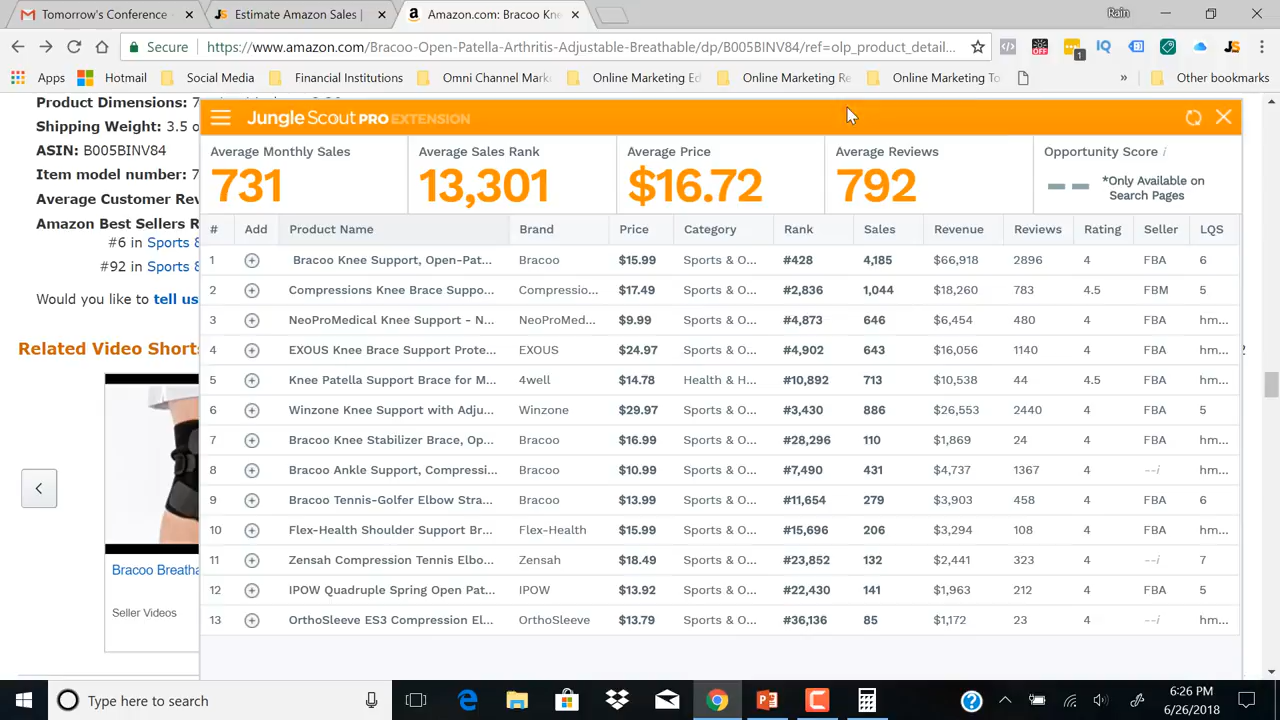 Tomorrow's Conference
Estimate Amazon Sales |
Amazon.com: Bracoo Kne
Rain
Secure
https://www.amazon.com/Bracoo-Open-Patella-Arthritis-Adjustable-Breathable/dp/B005BINV84/ref=olp_product_detail...
OFF
1
IQ
JS
Apps
Hotmail
Social Media
Financial Institutions
Omni Channel Marke
Online Marketing Ed
Online Marketing Re
Online Marketing To
»
Other bookmarks
Product Dimensions: 7
Shipping Weight: 3.5 o
ASIN: B005BINV84
Item model number: 7
Average Customer Rev
Amazon Best Sellers R
#6 in Sports &
#92 in Sports &
Would you like to tell us
Related Video Shorts
Bracoo Breatha
Seller Videos
Jungle Scout PRO EXTENSION
Average Monthly Sales
731
Average Sales Rank
13,301
Average Price
$16.72
Average Reviews
792
Opportunity Score i
-- *Only Available on
Search Pages
# Add Product Name Brand Price Category Rank Sales Revenue Reviews Rating Seller LQS
1 Bracoo Knee Support, Open-Pat... Bracoo $15.99 Sports & O... #428 4,185 $66,918 2896 4 FBA 6
2 Compressions Knee Brace Suppo... Compressio... $17.49 Sports & O... #2,836 1,044 $18,260 783 4.5 FBM 5
3 NeoProMedical Knee Support - N... NeoProMed... $9.99 Sports & O... #4,873 646 $6,454 480 4 FBA hm...
4 EXOUS Knee Brace Support Prote... EXOUS $24.97 Sports & O... #4,902 643 $16,056 1140 4 FBA hm...
5 Knee Patella Support Brace for M... 4well $14.78 Health & H... #10,892 713 $10,538 44 4.5 FBA hm...
6 Winzone Knee Support with Adju... Winzone $29.97 Sports & O... #3,430 886 $26,553 2440 4 FBA 5
7 Bracoo Knee Stabilizer Brace, Op... Bracoo $16.99 Sports & O... #28,296 110 $1,869 24 4 FBA hm...
8 Bracoo Ankle Support, Compressi... Bracoo $10.99 Sports & O... #7,490 431 $4,737 1367 4 --i hm...
9 Bracoo Tennis-Golfer Elbow Stra... Bracoo $13.99 Sports & O... #11,654 279 $3,903 458 4 FBA 6
10 Flex-Health Shoulder Support Br... Flex-Health $15.99 Sports & O... #15,696 206 $3,294 108 4 FBA hm...
11 Zensah Compression Tennis Elbo... Zensah $18.49 Sports & O... #23,852 132 $2,441 323 4 --i 7
12 IPOW Quadruple Spring Open Pat... IPOW $13.92 Sports & O... #22,430 141 $1,963 212 4 FBA 5
13 OrthoSleeve ES3 Compression El... OrthoSleeve $13.79 Sports & O... #36,136 85 $1,172 23 4 --i hm...
Type here to search
6:26 PM
6/26/2018